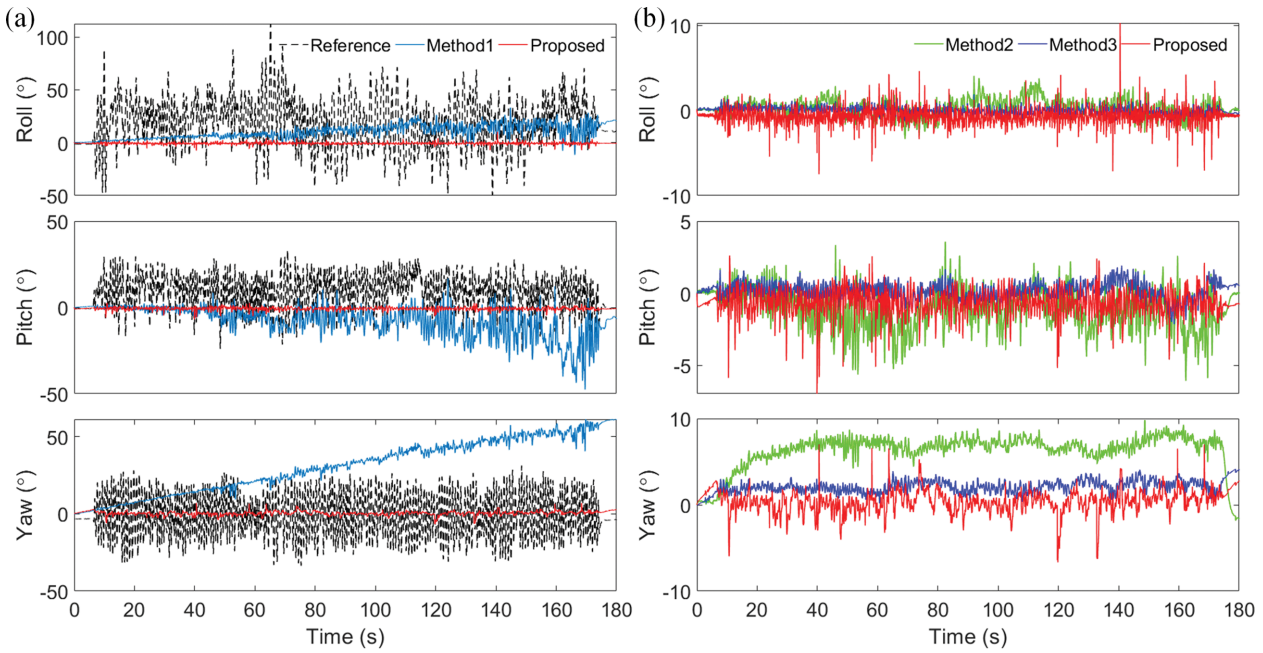 (a)
Reference Method1 Proposed
Roll (°)
100
50
0
-50
Pitch (°)
50
0
-50
Yaw (°)
50
0
-50
0 20 40 60 80 100 120 140 160 180
Time (s)
(b)
Method2 Method3 Proposed
Roll (°)
10
0
-10
Pitch (°)
5
0
-5
Yaw (°)
10
0
-10
0 20 40 60 80 100 120 140 160 180
Time (s)